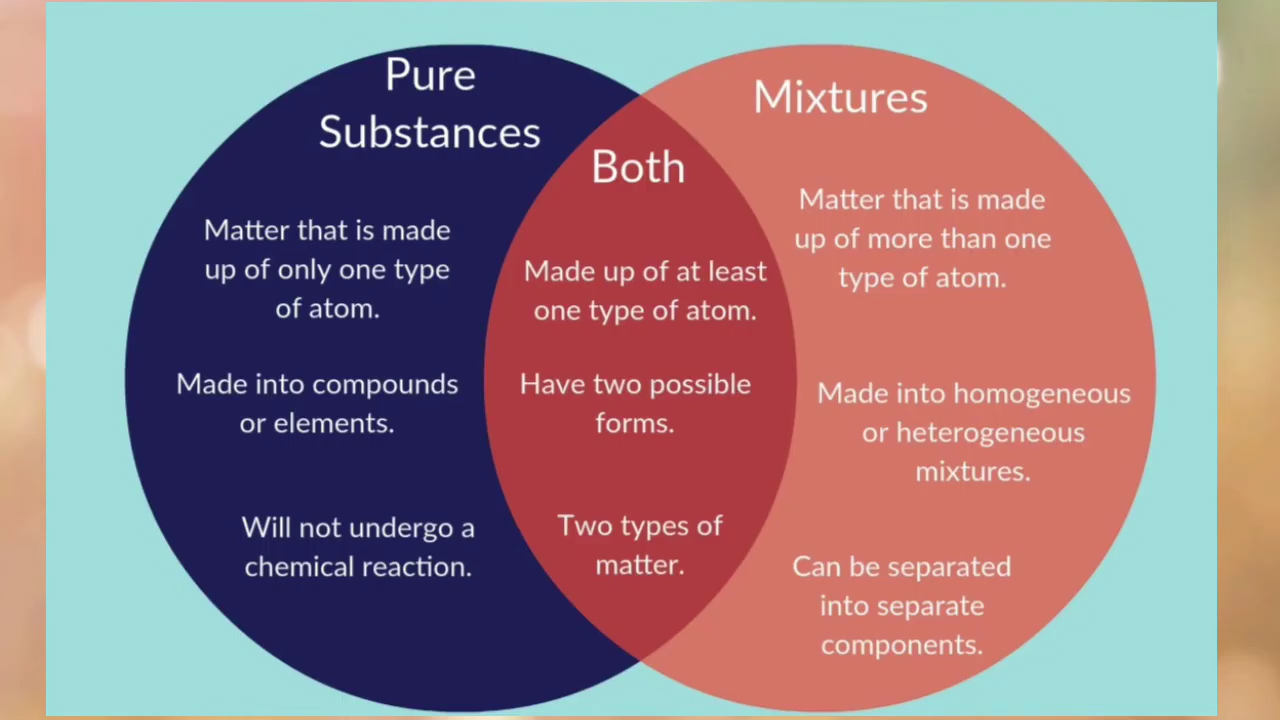 Pure
Substances
Matter that is made
up of only one type
of atom.
Made into compounds
or elements.
Will not undergo a
chemical reaction.
Both
Made up of at least
one type of atom.
Have two possible
forms.
Two types of
matter.
Mixtures
Matter that is made
up of more than one
type of atom.
Made into homogeneous
or heterogeneous
mixtures.
Can be separated
into separate
components.